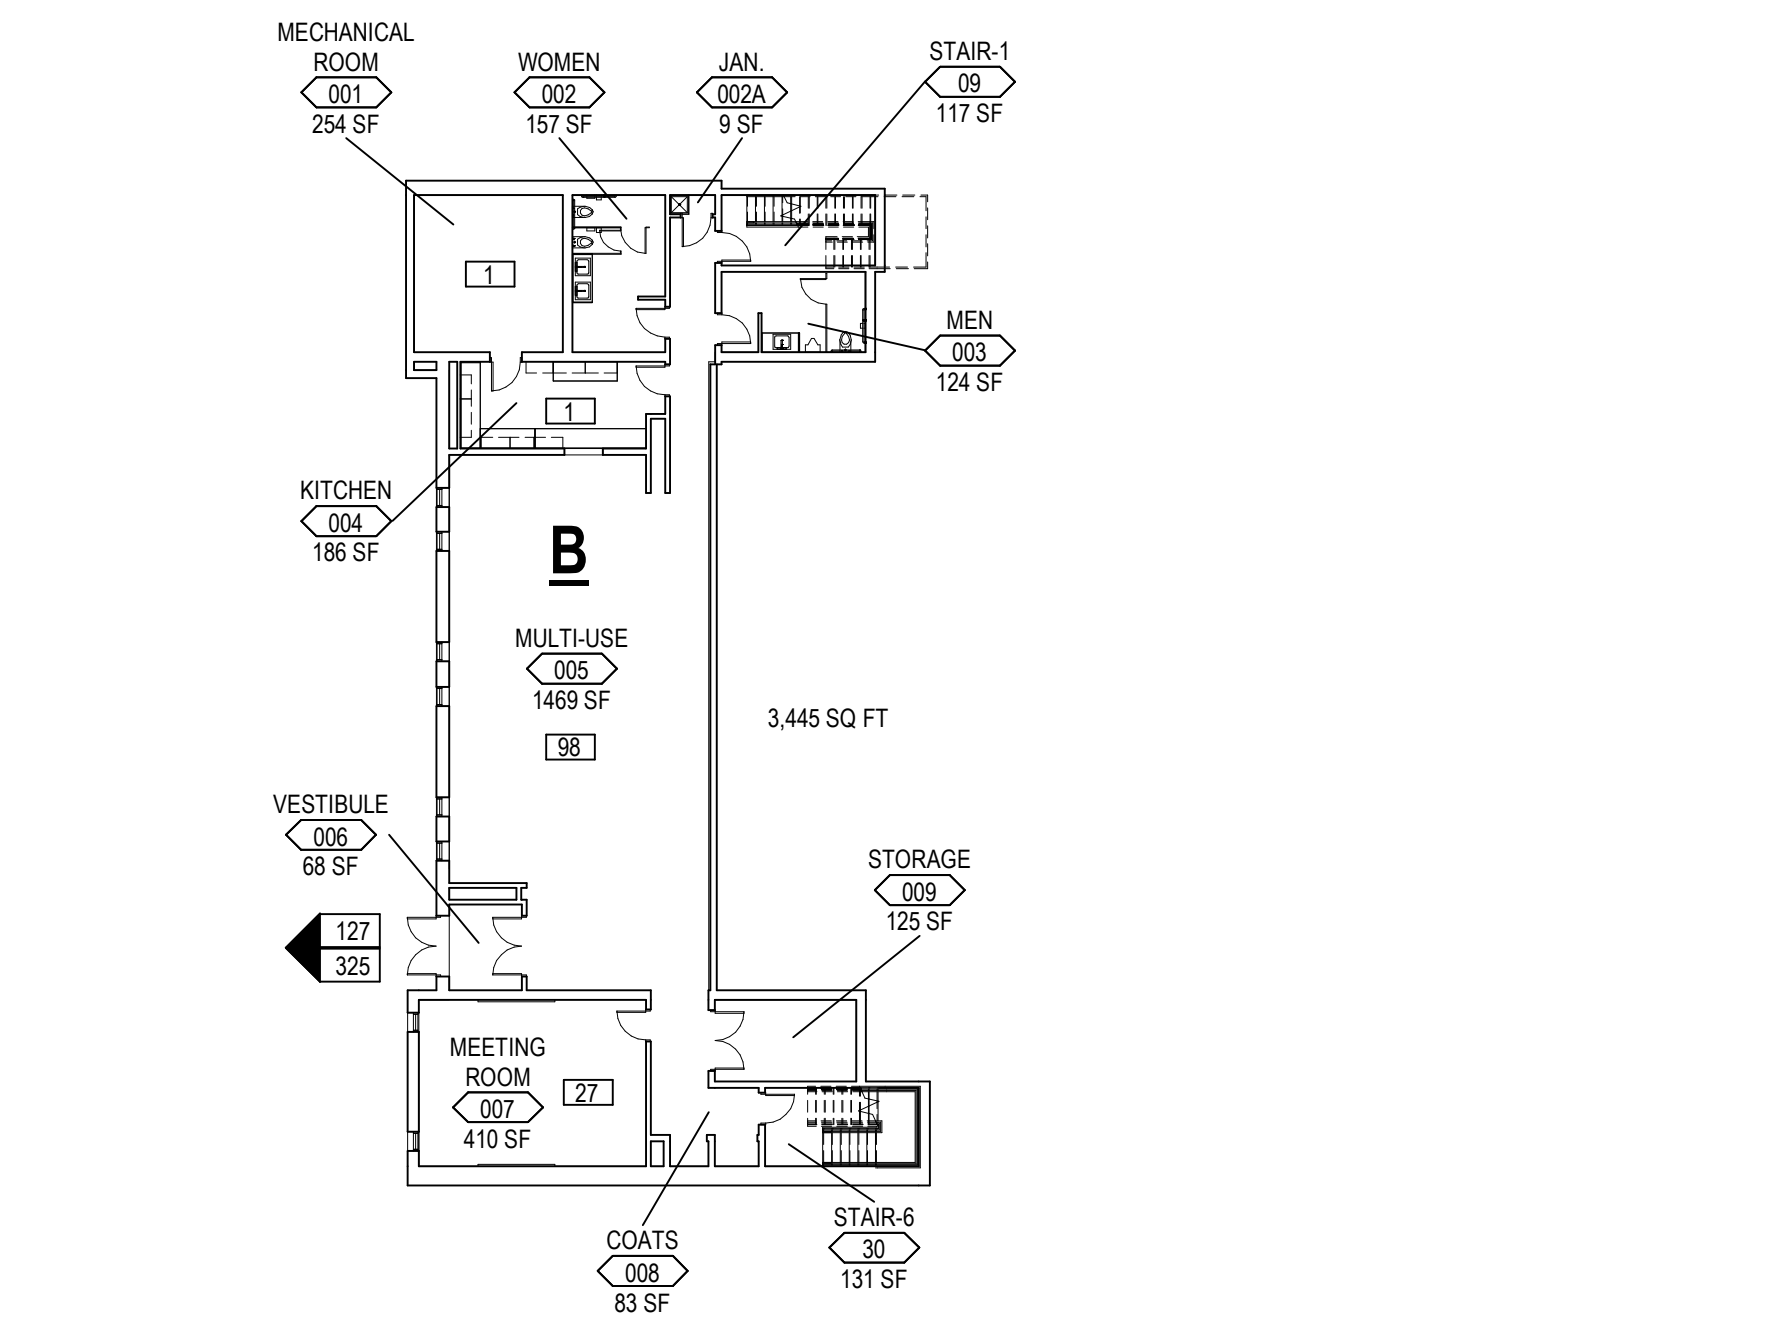 MECHANICAL
ROOM
001
254 SF
WOMEN
002
157 SF
JAN.
002A
9 SF
STAIR-1
09
117 SF
1
MEN
003
124 SF
1
KITCHEN
004
186 SF
B
MULTI-USE
005
1469 SF
98
3,445 SQ FT
VESTIBULE
006
68 SF
127
325
STORAGE
009
125 SF
MEETING
ROOM
007
410 SF
27
COATS
008
83 SF
STAIR-6
30
131 SF